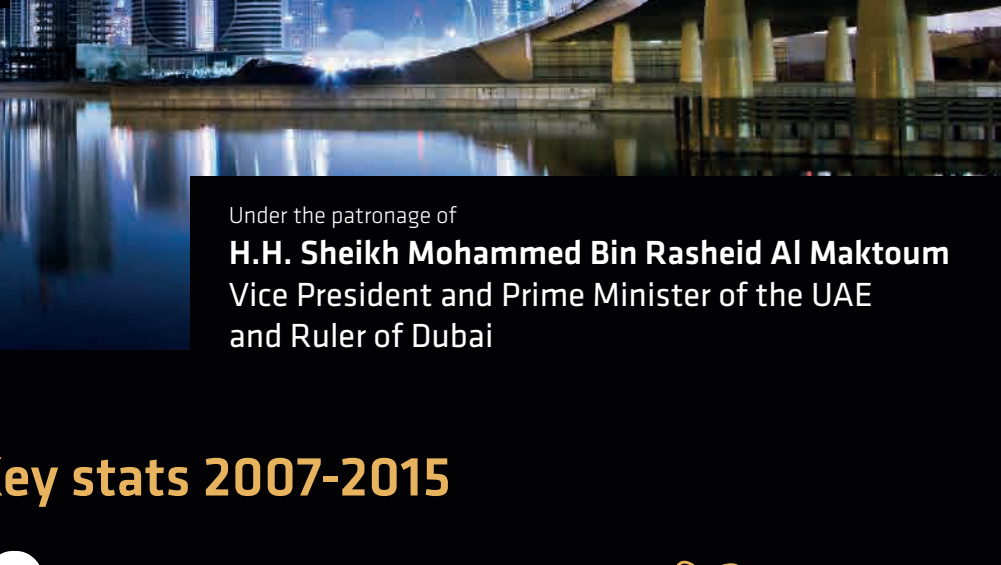 Under the patronage of
H.H. Sheikh Mohammed Bin Rasheid Al Maktoum
Vice President and Prime Minister of the UAE
and Ruler of Dubai
ey stats 2007-2015